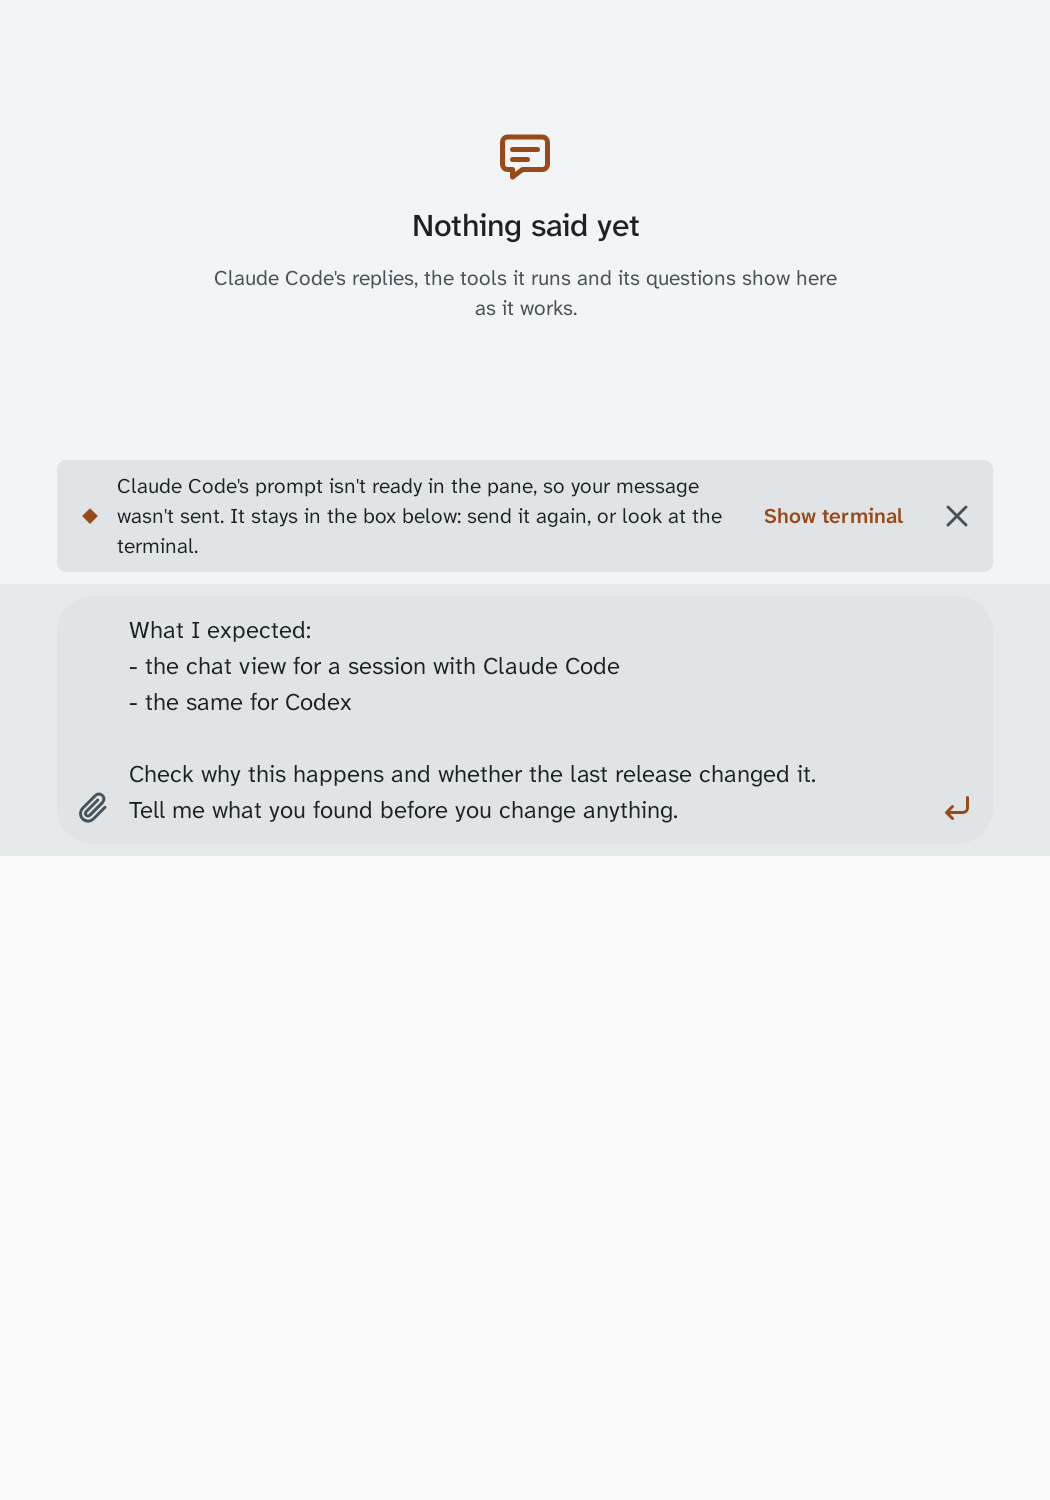 Nothing said yet
Claude Code's replies, the tools it runs and its questions show here
as it works.
Claude Code's prompt isn't ready in the pane, so your message
wasn't sent. It stays in the box below: send it again, or look at the
terminal.
Show terminal
What I expected:
- the chat view for a session with Claude Code
- the same for Codex

Check why this happens and whether the last release changed it.
Tell me what you found before you change anything.